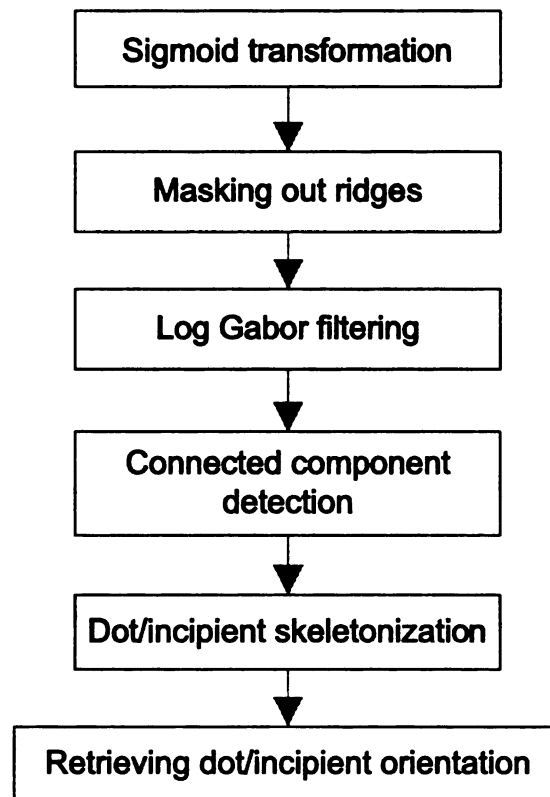 Sigmoid transformation
Masking out ridges
Log Gabor filtering
Connected component
detection
Dot/incipient skeletonization
Retrieving dot/incipient orientation